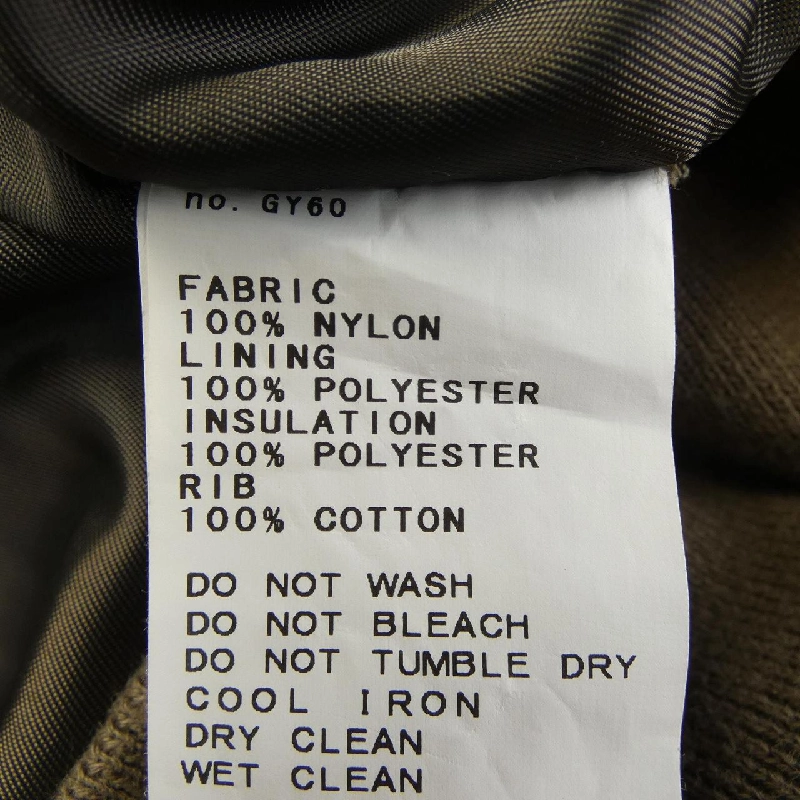 no. GY60
FABRIC
100% NYLON
LINING
100% POLYESTER
INSULATION
100% POLYESTER
RIB
100% COTTON
DO NOT WASH
DO NOT BLEACH
DO NOT TUMBLE DRY
COOL IRON
DRY CLEAN
WET CLEAN